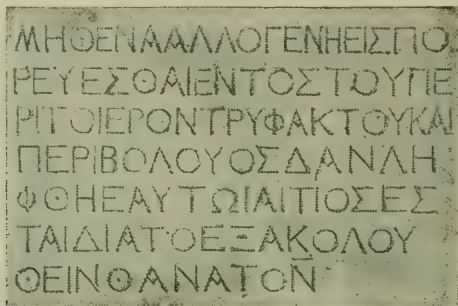 ΜΗΘΕΝΑΑΛΛΟΓΕΝΗΕΙΣΠΟ
ΡΕΥΕΣΘΑΙΕΝΤΟΣΤΟΥΠΕ
ΡΙΤΟΙΕΡΟΝΤΡΥΦΑΚΤΟΥΚΑΙ
ΠΕΡΙΒΟΛΟΥΟΣΔΑΝΛΗ
ΦΘΗΕΑΥΤΩΙΑΙΤΙΟΣΕΣ
ΤΑΙΔΙΑΤΟΕΞΑΚΟΛΟΥ
ΘΕΙΝΘΑΝΑΤΟΝ